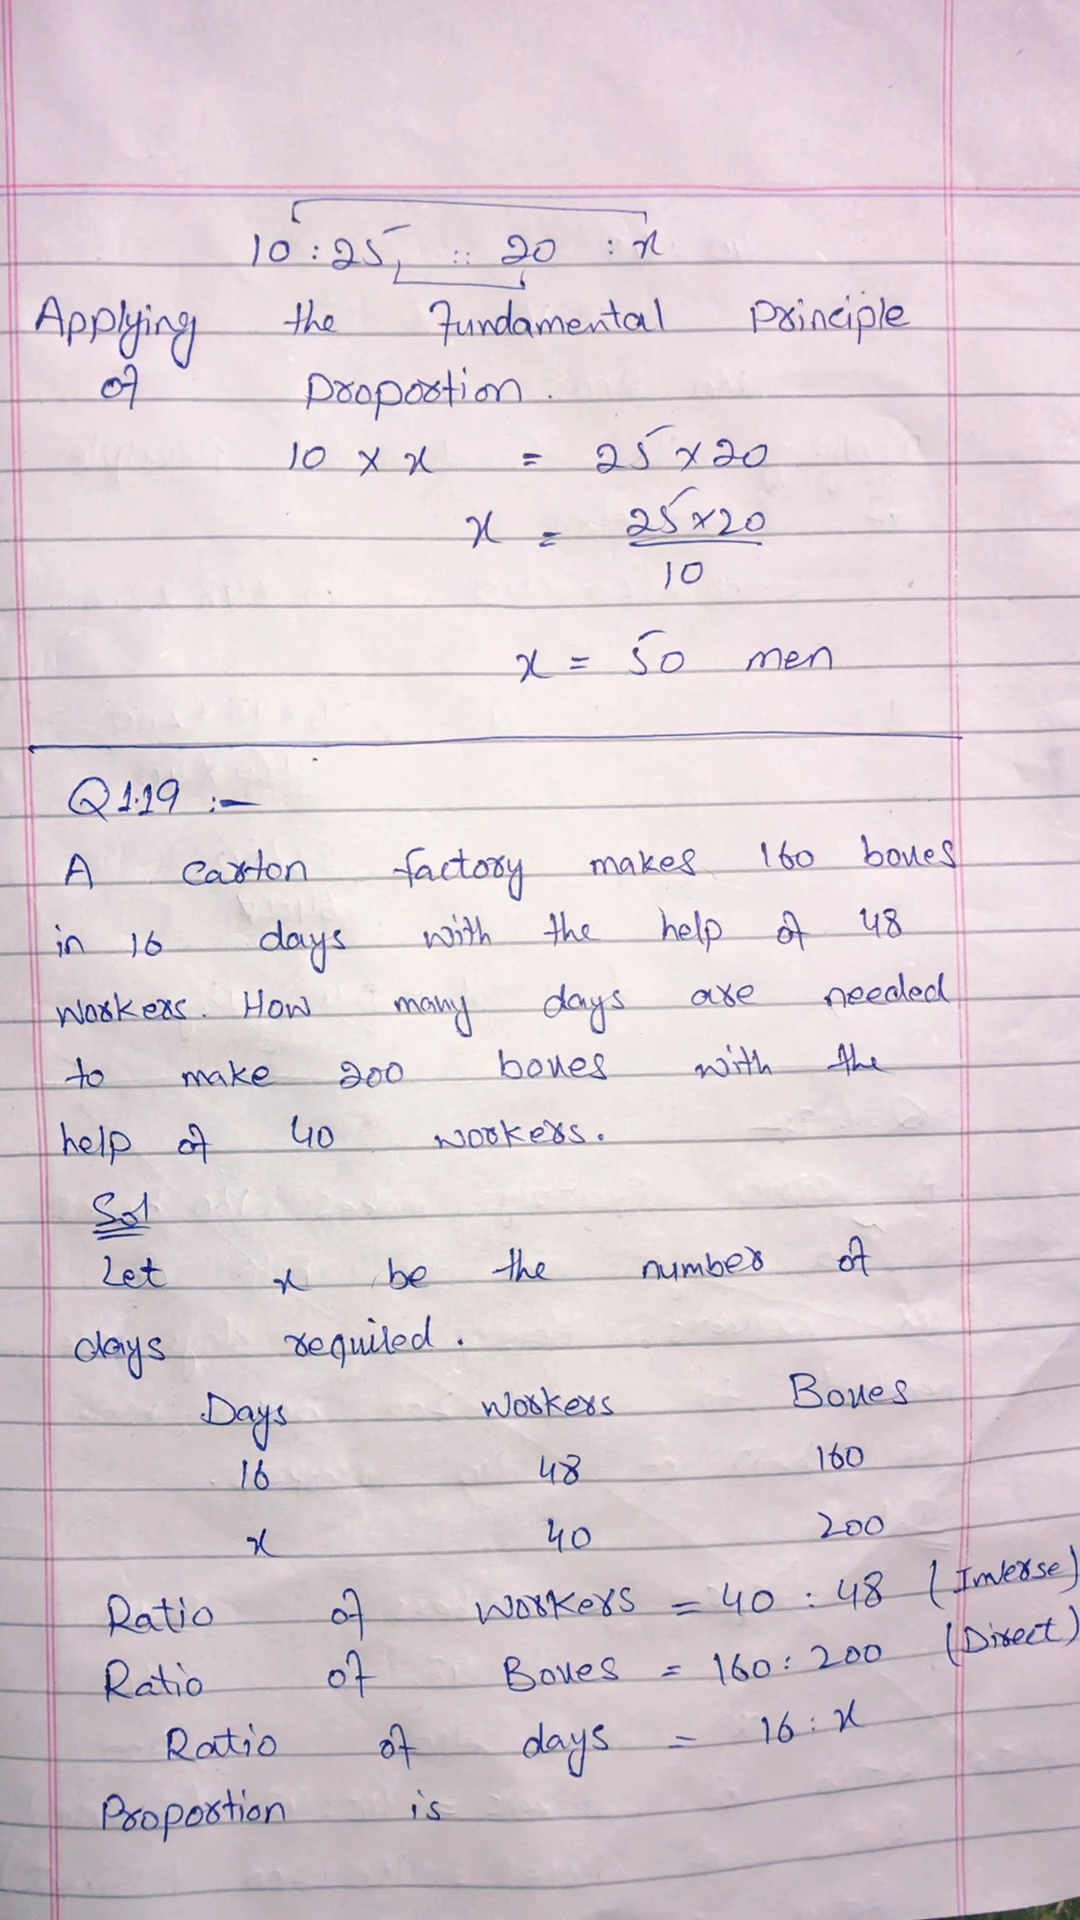 10 : 25 :: 20 : x
Applying the Fundamental Principle
of Proportion.
10 × x = 25 × 20
x = 25×20
10
x = 50 men
Q1.19 :-
A carton factory makes 160 boxes
in 16 days with the help of 48
workers. How many days are needed
to make 200 boxes with the
help of 40 workers.
Sol
Let x be the number of
days required.
Days Workers Boxes
16 48 160
x 40 200
Ratio of workers = 40 : 48 (Inverse)
Ratio of Boxes = 160 : 200 (Direct)
Ratio of days = 16 : x
Proportion is